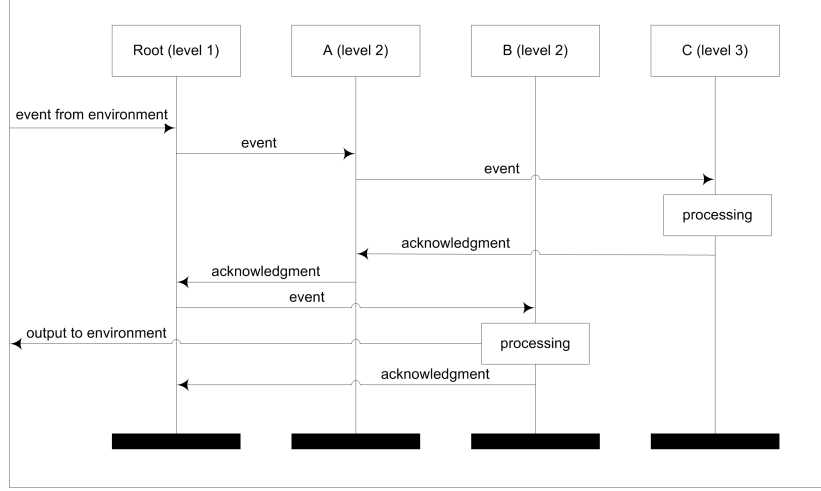 Root (level 1)
A (level 2)
B (level 2)
C (level 3)
event from environment
event
event
processing
acknowledgment
acknowledgment
event
output to environment
processing
acknowledgment